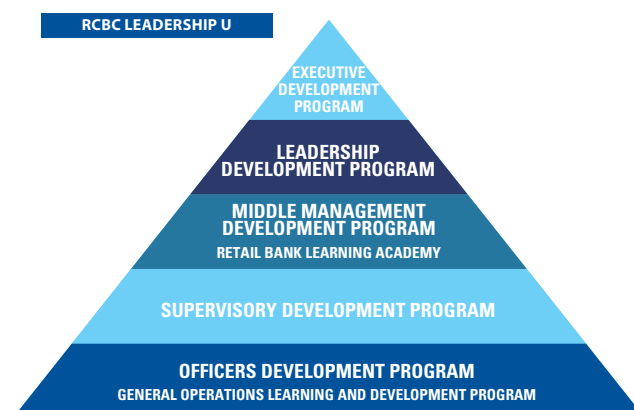 RCBC LEADERSHIP U
EXECUTIVE
DEVELOPMENT
PROGRAM
LEADERSHIP
DEVELOPMENT PROGRAM
MIDDLE MANAGEMENT
DEVELOPMENT PROGRAM
RETAIL BANK LEARNING ACADEMY
SUPERVISORY DEVELOPMENT PROGRAM
OFFICERS DEVELOPMENT PROGRAM
GENERAL OPERATIONS LEARNING AND DEVELOPMENT PROGRAM